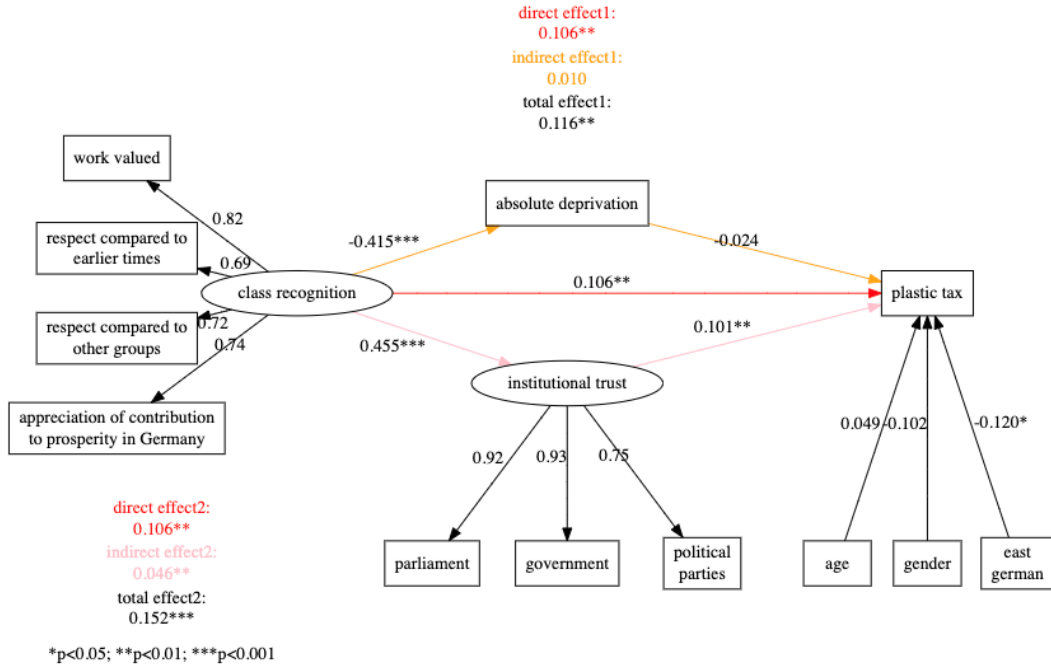 direct effect1:
0.106**
indirect effect1:
0.010
total effect1:
0.116**
work valued
0.82
absolute deprivation
respect compared to
earlier times
0.69
-0.415***
-0.024
class recognition
0.106**
plastic tax
respect compared to
other groups
0.72
0.74
0.455***
0.101**
institutional trust
appreciation of contribution
to prosperity in Germany
0.92
0.93
0.75
0.049
-0.102
-0.120*
direct effect2:
0.106**
indirect effect2:
0.046**
total effect2:
0.152***
parliament
government
political
parties
age
gender
east
german
*p<0.05; **p<0.01; ***p<0.001